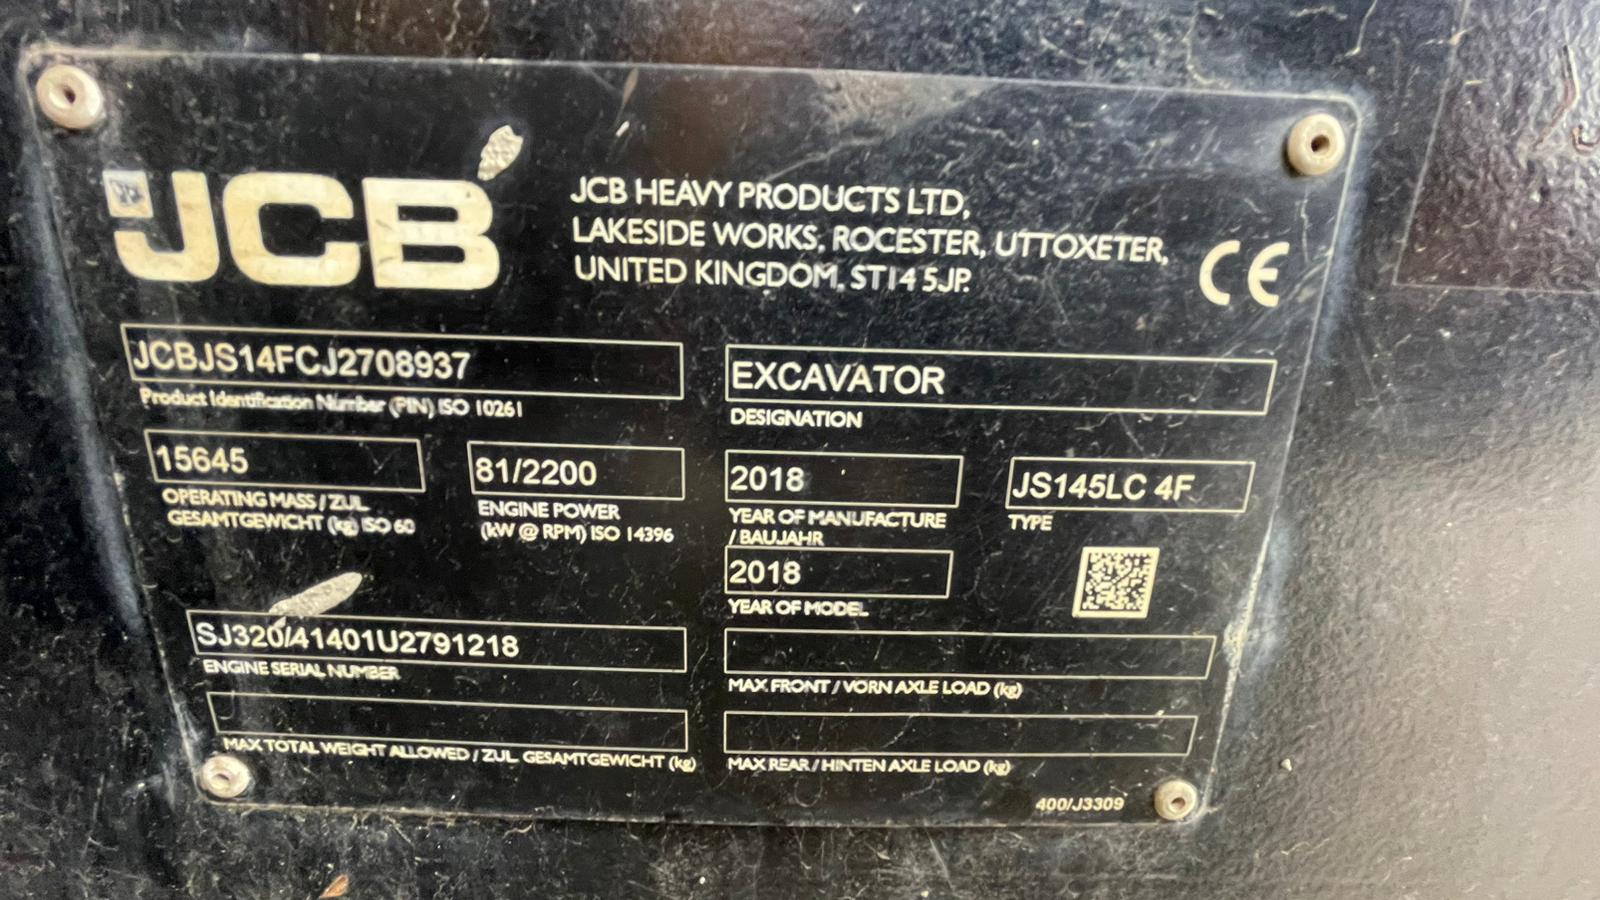 JCB
JCB HEAVY PRODUCTS LTD,
LAKESIDE WORKS, ROCESTER, UTTOXETER,
UNITED KINGDOM, ST14 5JP.
CE
JCBJS14FCJ2708937
Product Identification Number (PIN) ISO 10261
EXCAVATOR
DESIGNATION
15645
OPERATING MASS / ZUL
GESAMTGEWICHT (kg) ISO 60
81/2200
ENGINE POWER
(kW @ RPM) ISO 14396
2018
YEAR OF MANUFACTURE
/ BAUJAHR
JS145LC 4F
TYPE
2018
YEAR OF MODEL
SJ320/41401U2791218
ENGINE SERIAL NUMBER
MAX FRONT / VORN AXLE LOAD (kg)
MAX TOTAL WEIGHT ALLOWED / ZUL GESAMTGEWICHT (kg)
MAX REAR / HINTEN AXLE LOAD (kg)
400/J3309